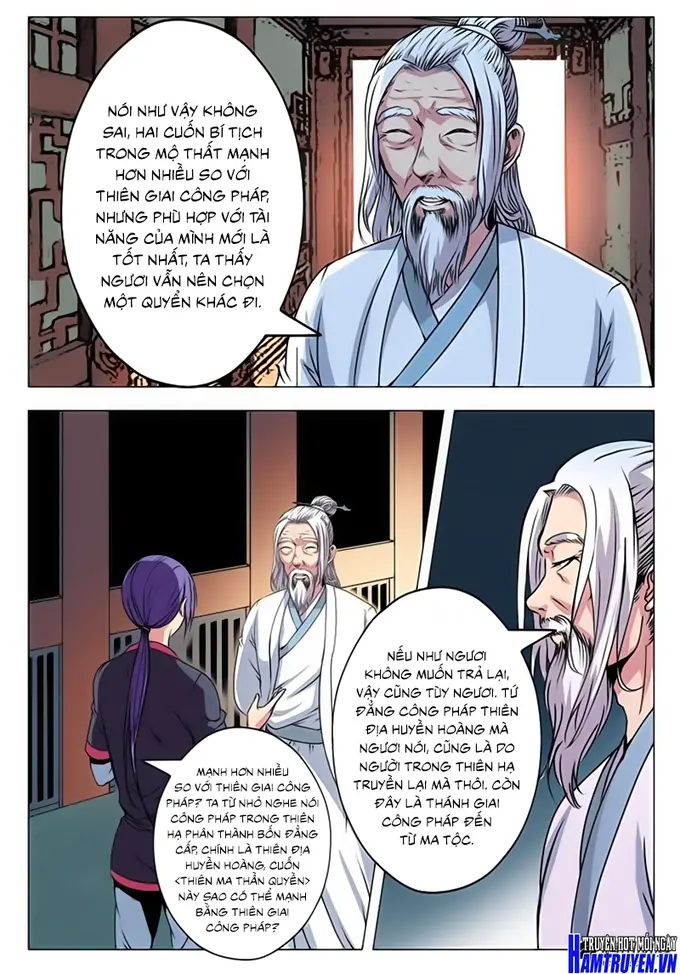 NÓI NHƯ VẬY KHÔNG
SAI, HAI CUỐN BÍ TỊCH
TRONG MỘ THẤT MẠNH
HƠN NHIỀU SO VỚI
THIÊN GIAI CÔNG PHÁP,
NHƯNG PHÙ HỢP VỚI TÀI
NĂNG CỦA MÌNH MỚI LÀ
TỐT NHẤT, TA THẤY
NGƯƠI VẪN NÊN CHỌN
MỘT QUYỂN KHÁC ĐI.
MẠNH HƠN NHIỀU
SO VỚI THIÊN GIAI CÔNG
PHÁP? TA TỪ NHỎ NGHE NÓI
CÔNG PHÁP TRONG THIÊN
HẠ PHÂN THÀNH BỐN ĐẲNG
CẤP, CHÍNH LÀ THIÊN ĐỊA
HUYỀN HOÀNG, CUỐN
<THIÊN MA THẦN QUYỀN>
NÀY SAO CÓ THỂ MẠNH
BẰNG THIÊN GIAI
CÔNG PHÁP?
NẾU NHƯ NGƯƠI
KHÔNG MUỐN TRẢ LẠI,
VẬY CŨNG TÙY NGƯƠI. TỨ
ĐẲNG CÔNG PHÁP THIÊN
ĐỊA HUYỀN HOÀNG MÀ
NGƯƠI NÓI, CŨNG LÀ DO
NGƯỜI TRONG THIÊN HẠ
TRUYỀN LẠI MÀ THÔI. CÒN
ĐÂY LÀ THÁNH GIAI
CÔNG PHÁP ĐẾN
TỪ MA TỘC.
TRUYỆN HOT MỖI NGÀY
HAMTRUYEN.VN